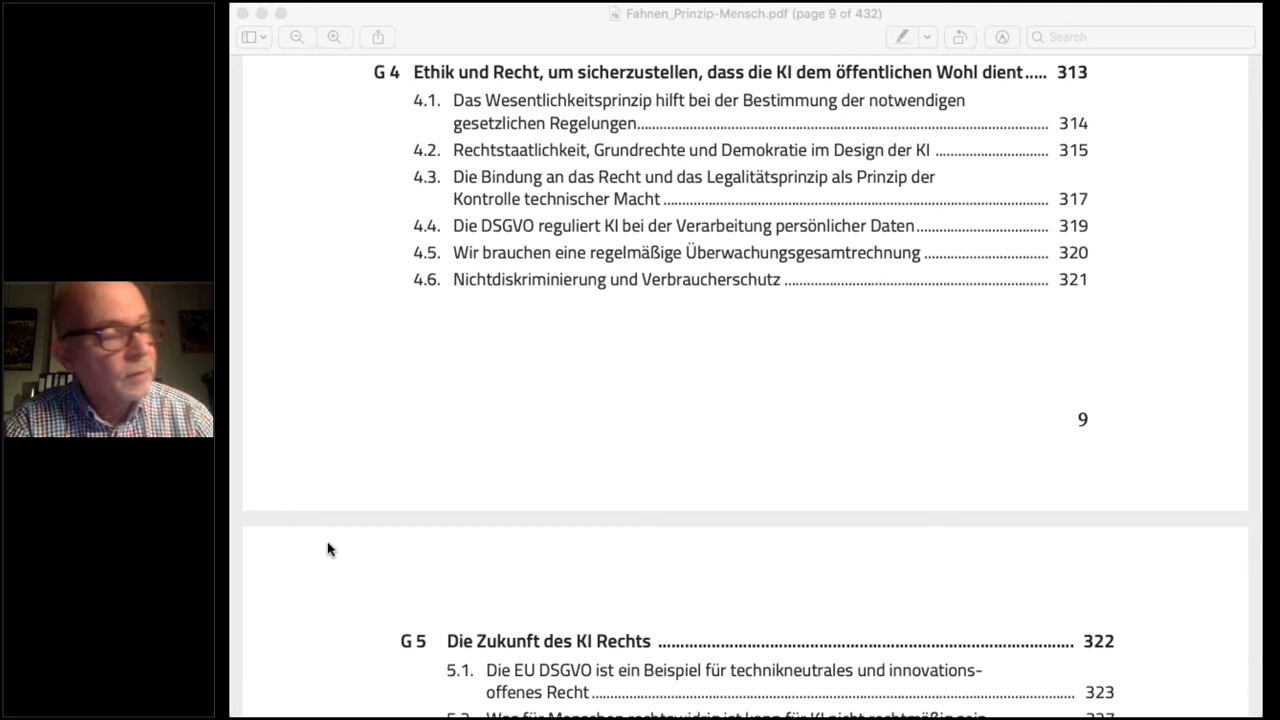 Fahnen_Prinzip-Mensch.pdf (page 9 of 432)
Search
G 4 Ethik und Recht, um sicherzustellen, dass die KI dem öffentlichen Wohl dient..... 313
4.1. Das Wesentlichkeitsprinzip hilft bei der Bestimmung der notwendigen
gesetzlichen Regelungen........................................................................................ 314
4.2. Rechtstaatlichkeit, Grundrechte und Demokratie im Design der KI ........................ 315
4.3. Die Bindung an das Recht und das Legalitätsprinzip als Prinzip der
Kontrolle technischer Macht ................................................................................... 317
4.4. Die DSGVO reguliert KI bei der Verarbeitung persönlicher Daten............................ 319
4.5. Wir brauchen eine regelmäßige Überwachungsgesamtrechnung ........................... 320
4.6. Nichtdiskriminierung und Verbraucherschutz ......................................................... 321
9
G 5 Die Zukunft des KI Rechts ........................................................................... 322
5.1. Die EU DSGVO ist ein Beispiel für technikneutrales und innovations-
offenes Recht ......................................................................................................... 323